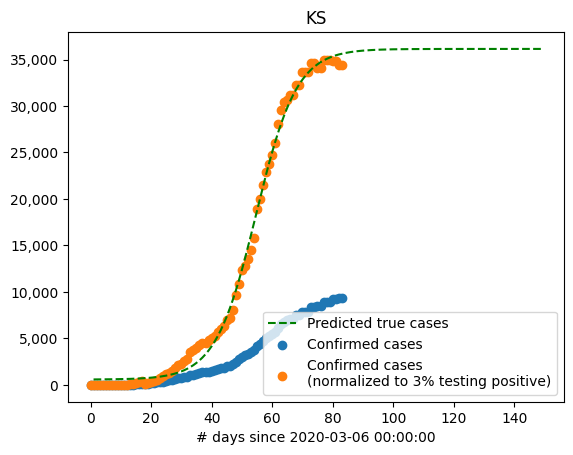 KS
35,000
30,000
25,000
20,000
15,000
10,000
5,000
0
Predicted true cases
Confirmed cases
Confirmed cases
(normalized to 3% testing positive)
0 20 40 60 80 100 120 140
# days since 2020-03-06 00:00:00